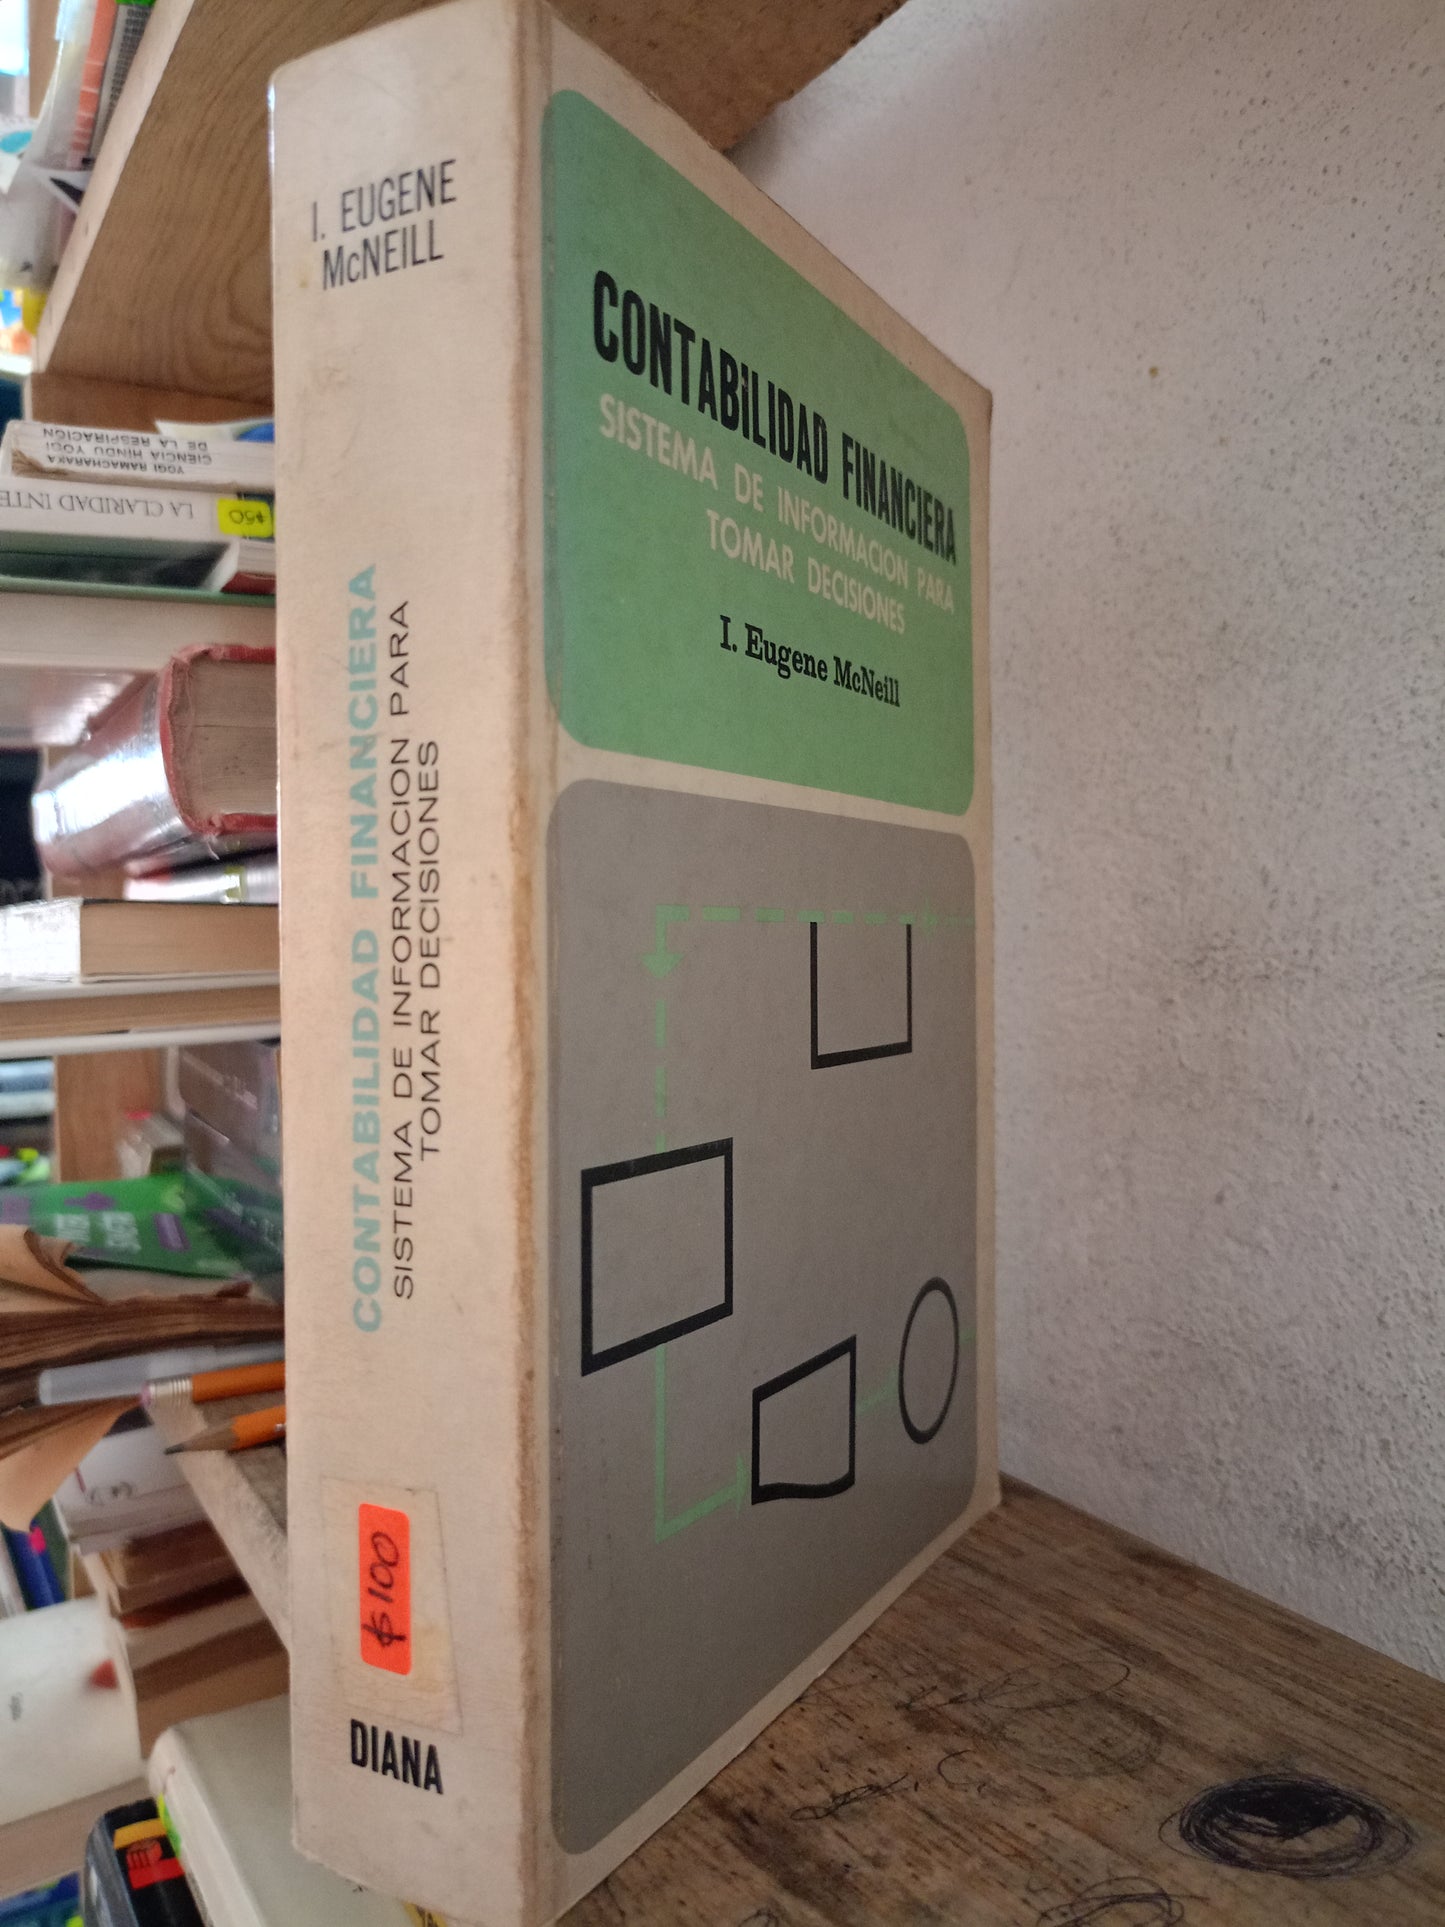 I. EUGENE
McNEILL
CONTABILIDAD FINANCIERA
SISTEMA DE INFORMACION PARA
TOMAR DECISIONES
$100
DIANA
CONTABILIDAD FINANCIERA
SISTEMA DE INFORMACION PARA
TOMAR DECISIONES
I. Eugene McNeill
YOGI RAMACHARAKA
CIENCIA HINDU YOGI
DE LA RESPIRACIÓN
LA CLARIDAD INTE
$50